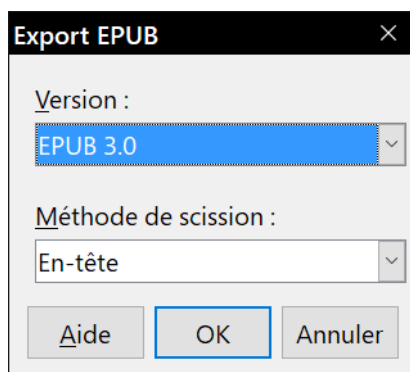 Export EPUB
Version :
EPUB 3.0
Méthode de scission :
En-tête
Aide OK Annuler